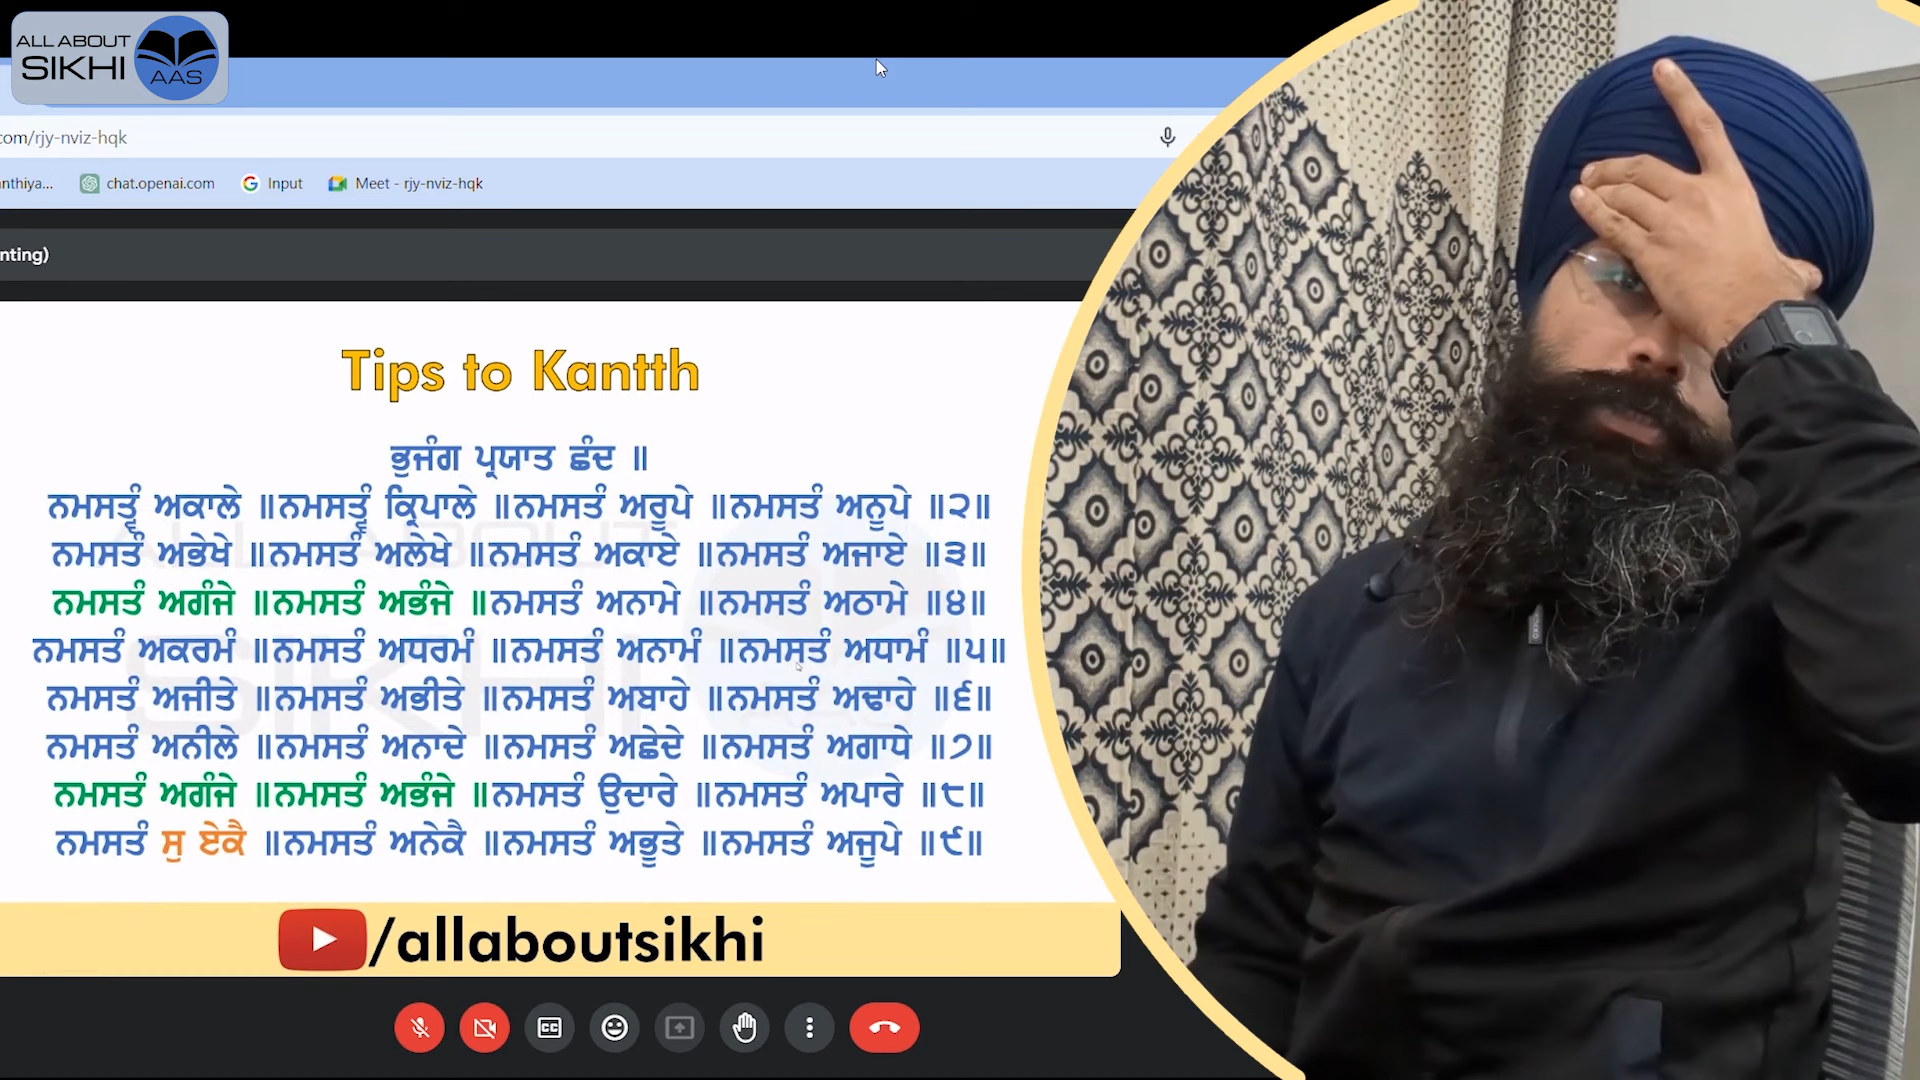 ALL ABOUT
SIKHI
AAS
com/rjy-nviz-hqk
nthiya...
chat.openai.com
Input
Meet - rjy-nviz-hqk
nting)
Tips to Kantth
ਭੁਜੰਗ ਪ੍ਰਯਾਤ ਛੰਦ ॥
ਨਮਸਤ੍ਵੰ ਅਕਾਲੇ ॥ਨਮਸਤ੍ਵੰ ਕ੍ਰਿਪਾਲੇ ॥ਨਮਸਤੰ ਅਰੂਪੇ ॥ਨਮਸਤੰ ਅਨੂਪੇ ॥੨॥
ਨਮਸਤੰ ਅਭੇਖੇ ॥ਨਮਸਤੰ ਅਲੇਖੇ ॥ਨਮਸਤੰ ਅਕਾਏ ॥ਨਮਸਤੰ ਅਜਾਏ ॥੩॥
ਨਮਸਤੰ ਅਗੰਜੇ ॥ਨਮਸਤੰ ਅਭੰਜੇ ॥ਨਮਸਤੰ ਅਨਾਮੇ ॥ਨਮਸਤੰ ਅਠਾਮੇ ॥੪॥
ਨਮਸਤੰ ਅਕਰਮੰ ॥ਨਮਸਤੰ ਅਧਰਮੰ ॥ਨਮਸਤੰ ਅਨਾਮੰ ॥ਨਮਸਤੰ ਅਧਾਮੰ ॥੫॥
ਨਮਸਤੰ ਅਜੀਤੇ ॥ਨਮਸਤੰ ਅਭੀਤੇ ॥ਨਮਸਤੰ ਅਬਾਹੇ ॥ਨਮਸਤੰ ਅਢਾਹੇ ॥੬॥
ਨਮਸਤੰ ਅਨੀਲੇ ॥ਨਮਸਤੰ ਅਨਾਦੇ ॥ਨਮਸਤੰ ਅਛੇਦੇ ॥ਨਮਸਤੰ ਅਗਾਧੇ ॥੭॥
ਨਮਸਤੰ ਅਗੰਜੇ ॥ਨਮਸਤੰ ਅਭੰਜੇ ॥ਨਮਸਤੰ ਉਦਾਰੇ ॥ਨਮਸਤੰ ਅਪਾਰੇ ॥੮॥
ਨਮਸਤੰ ਸੁ ਏਕੈ ॥ਨਮਸਤੰ ਅਨੇਕੈ ॥ਨਮਸਤੰ ਅਭੂਤੇ ॥ਨਮਸਤੰ ਅਜੂਪੇ ॥੯॥
/allaboutsikhi
CC